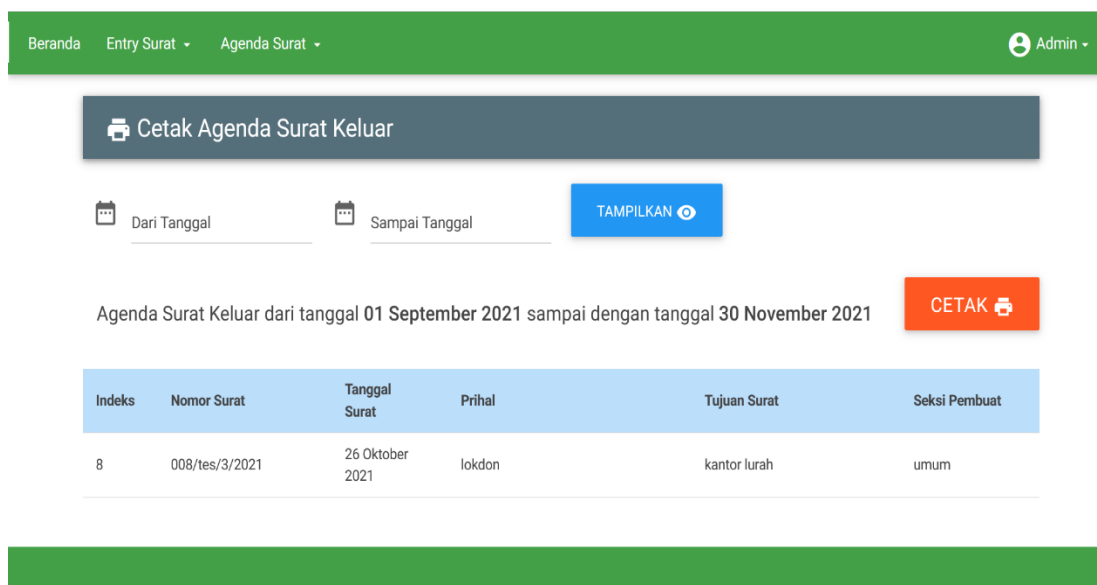 Beranda Entry Surat Agenda Surat Admin
Cetak Agenda Surat Keluar
Dari Tanggal Sampai Tanggal TAMPILKAN
Agenda Surat Keluar dari tanggal 01 September 2021 sampai dengan tanggal 30 November 2021 CETAK
Indeks Nomor Surat Tanggal Surat Prihal Tujuan Surat Seksi Pembuat
8 008/tes/3/2021 26 Oktober 2021 lokdon kantor lurah umum